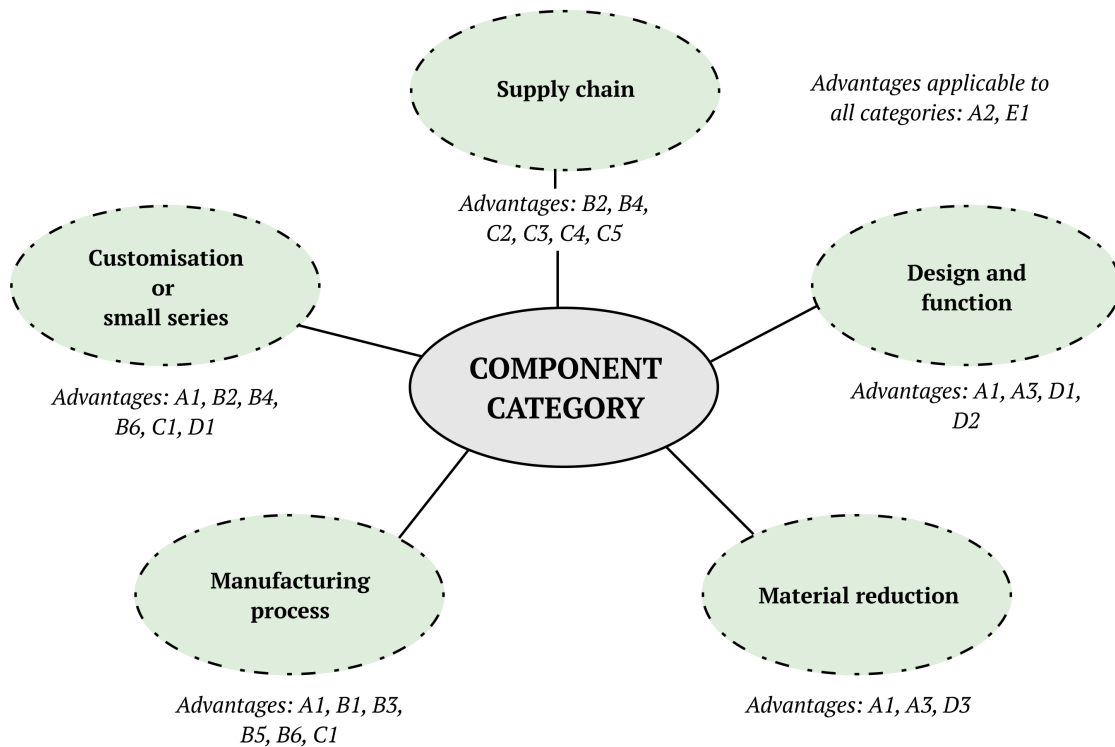 Supply chain
Advantages applicable to
all categories: A2, E1
Advantages: B2, B4,
C2, C3, C4, C5
Customisation
or
small series
Design and
function
COMPONENT
CATEGORY
Advantages: A1, B2, B4,
B6, C1, D1
Advantages: A1, A3, D1,
D2
Manufacturing
process
Material reduction
Advantages: A1, B1, B3,
B5, B6, C1
Advantages: A1, A3, D3